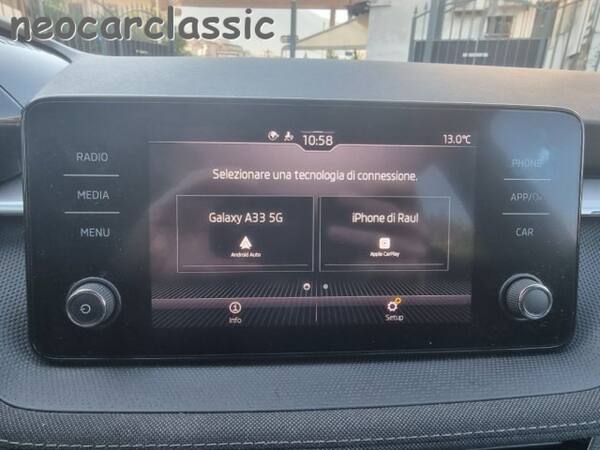 neocarclassic
10:58
13.0°C
RADIO
MEDIA
MENU
PHONE
APP/
CAR
Selezionare una tecnologia di connessione.
Galaxy A33 5G
Android Auto
iPhone di Raul
Apple CarPlay
Info
Setup